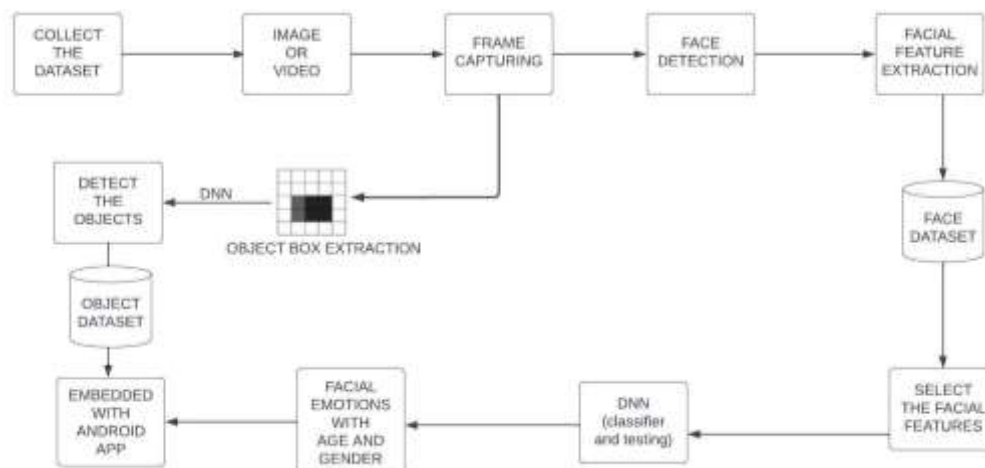 COLLECT
THE
DATASET
IMAGE
OR
VIDEO
FRAME
CAPTURING
FACE
DETECTION
FACIAL
FEATURE
EXTRACTION
DETECT
THE
OBJECTS
DNN
OBJECT BOX EXTRACTION
FACE
DATASET
OBJECT
DATASET
EMBEDDED
WITH
ANDROID
APP
FACIAL
EMOTIONS
WITH
AGE AND
GENDER
DNN
(classifier
and testing)
SELECT
THE FACIAL
FEATURES